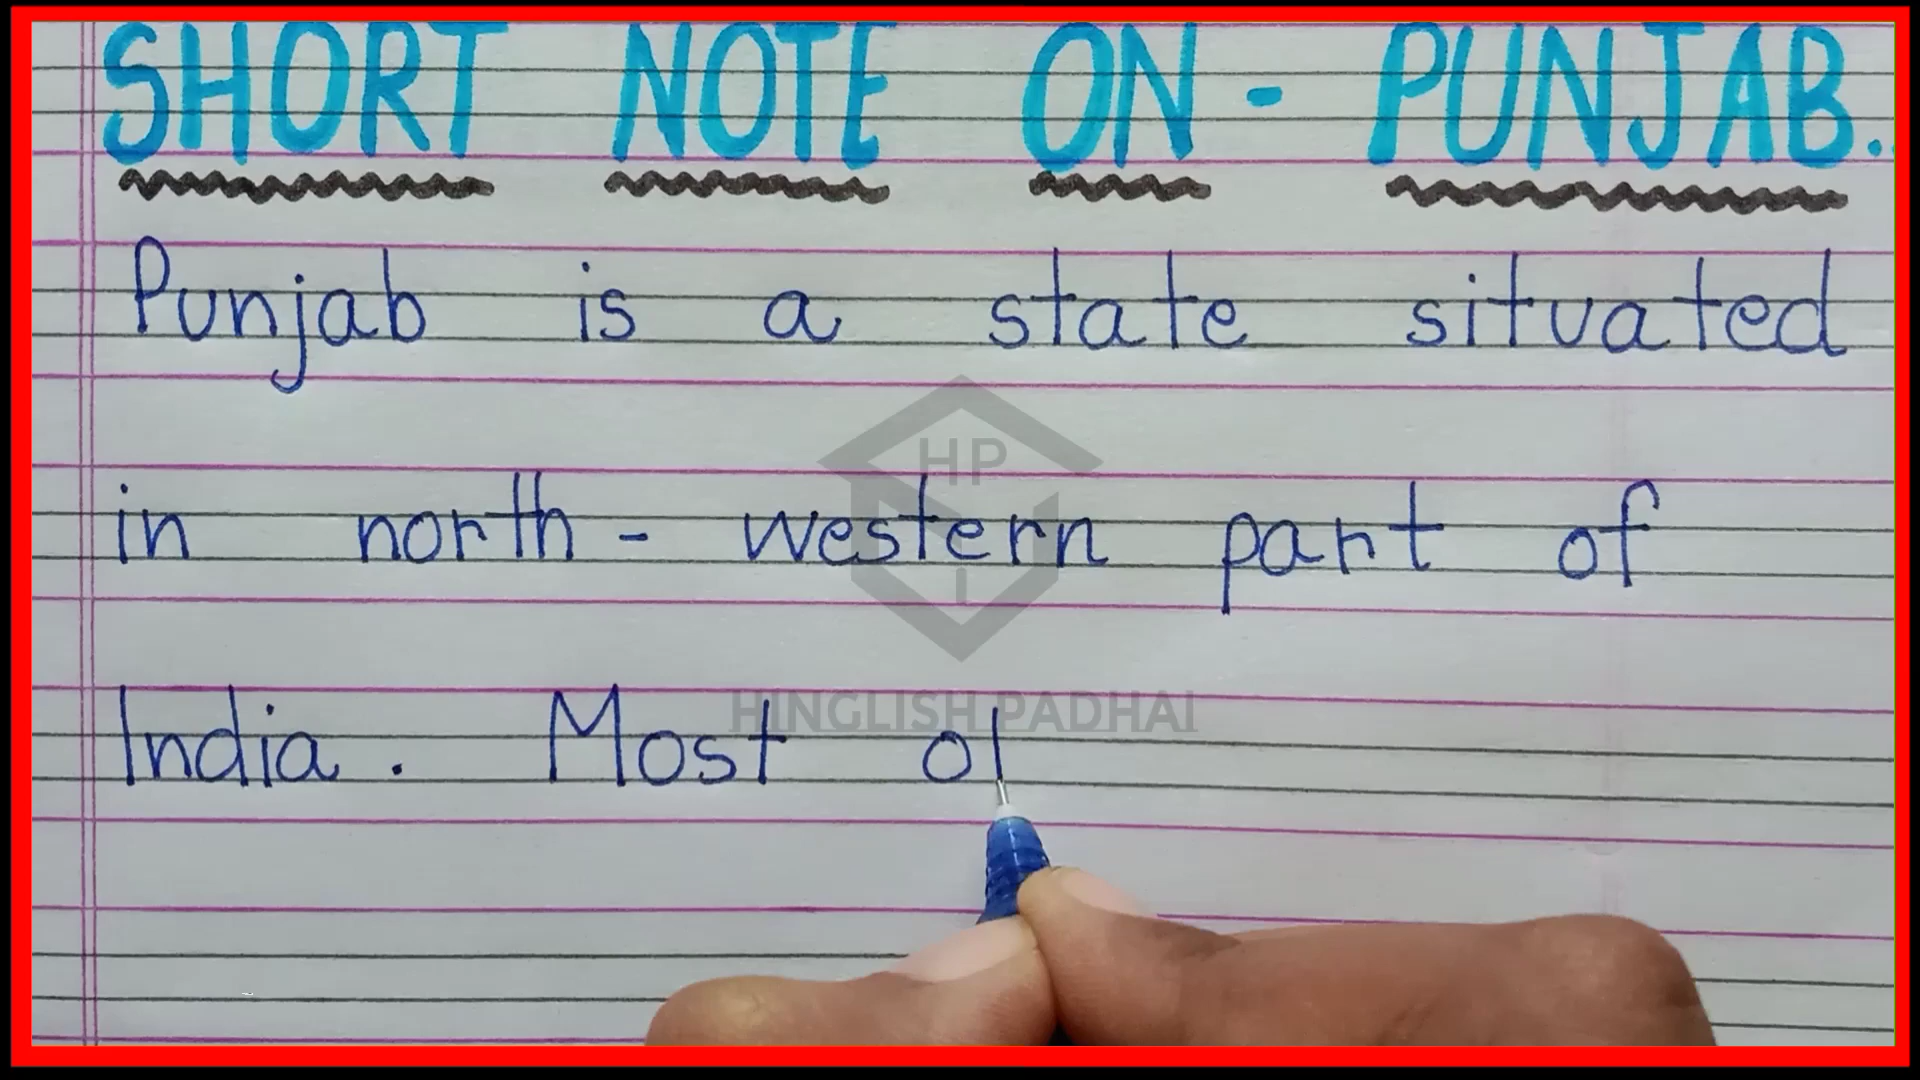 SHORT NOTE ON - PUNJAB.
Punjab is a state situated
in north - western part of
HP
India. Most
HINGLISH PADHAI